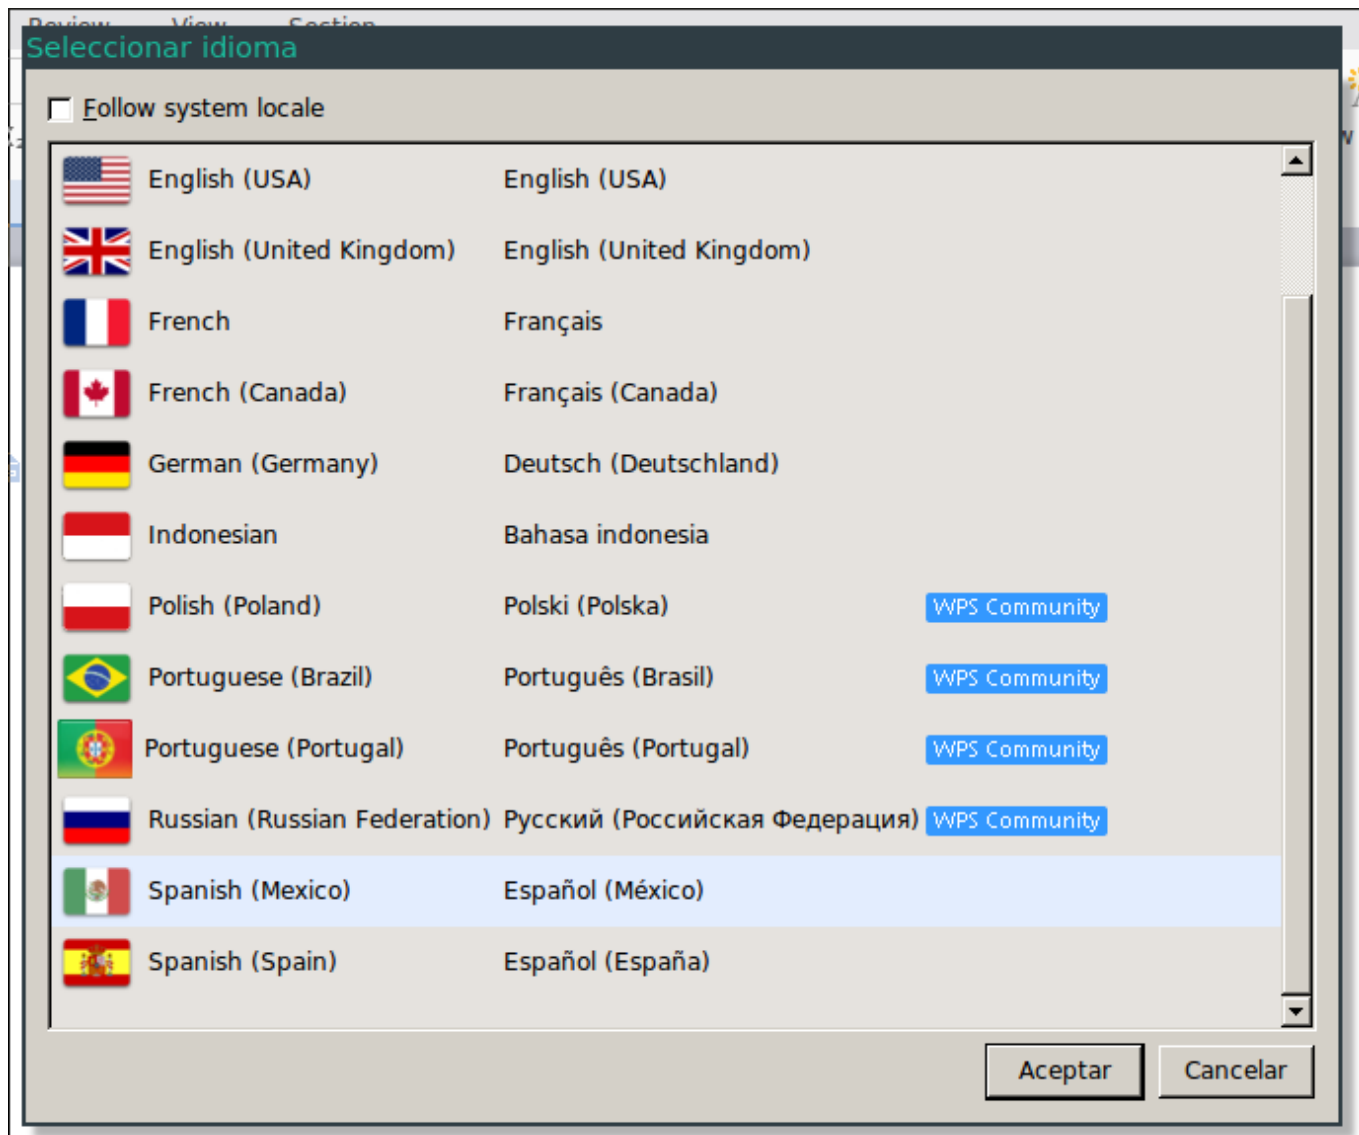 Review View Section
Seleccionar idioma
Follow system locale
English (USA) English (USA)
English (United Kingdom) English (United Kingdom)
French Français
French (Canada) Français (Canada)
German (Germany) Deutsch (Deutschland)
Indonesian Bahasa indonesia
Polish (Poland) Polski (Polska) WPS Community
Portuguese (Brazil) Português (Brasil) WPS Community
Portuguese (Portugal) Português (Portugal) WPS Community
Russian (Russian Federation) Русский (Российская Федерация) WPS Community
Spanish (Mexico) Español (México)
Spanish (Spain) Español (España)
Aceptar Cancelar